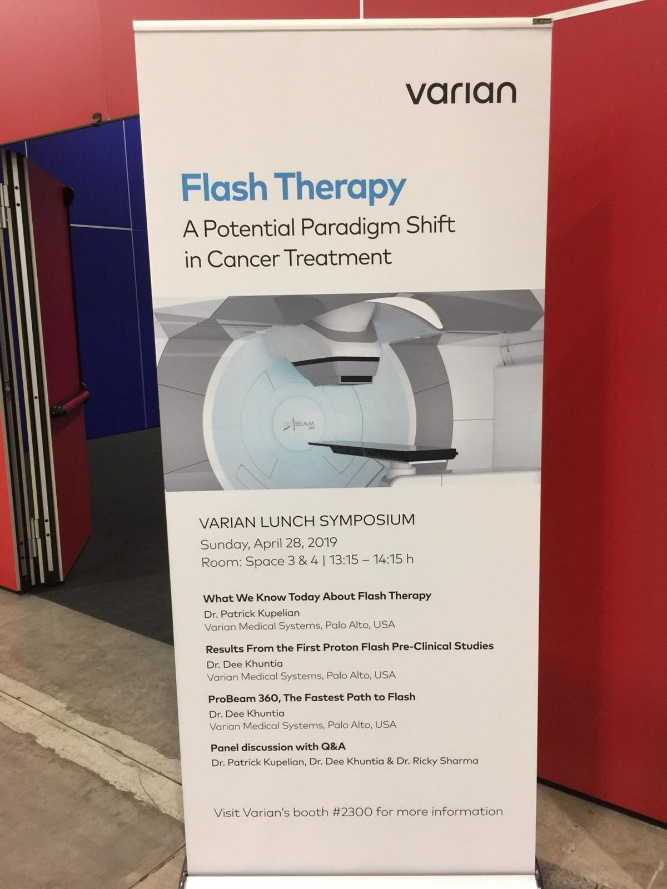 varian
Flash Therapy
A Potential Paradigm Shift
in Cancer Treatment
VARIAN LUNCH SYMPOSIUM
Sunday, April 28, 2019
Room: Space 3 & 4 | 13:15 – 14:15 h
What We Know Today About Flash Therapy
Dr. Patrick Kupelian
Varian Medical Systems, Palo Alto, USA
Results From the First Proton Flash Pre-Clinical Studies
Dr. Dee Khuntia
Varian Medical Systems, Palo Alto, USA
ProBeam 360, The Fastest Path to Flash
Dr. Dee Khuntia
Varian Medical Systems, Palo Alto, USA
Panel discussion with Q&A
Dr. Patrick Kupelian, Dr. Dee Khuntia & Dr. Ricky Sharma
Visit Varian's booth #2300 for more information